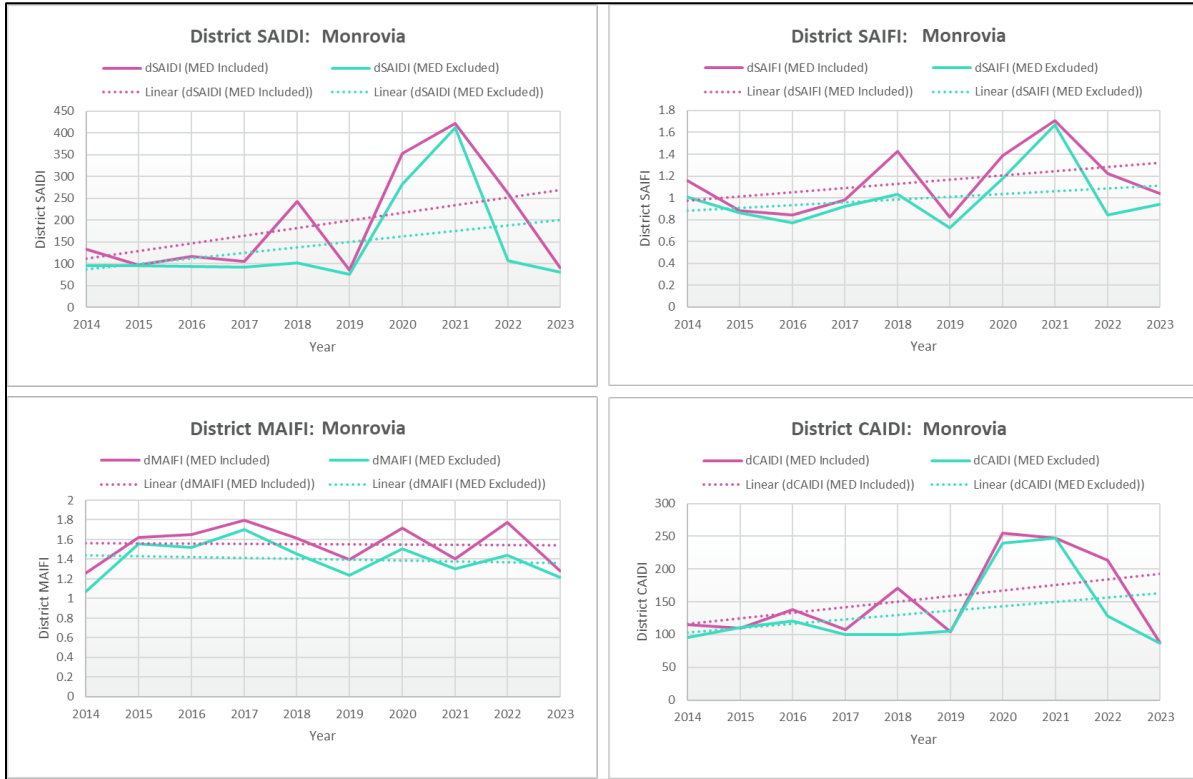 District SAIDI: Monrovia
dSAIDI (MED Included)
dSAIDI (MED Excluded)
Linear (dSAIDI (MED Included))
Linear (dSAIDI (MED Excluded))
450
400
350
300
250
200
150
100
50
0
District SAIDI
2014 2015 2016 2017 2018 2019 2020 2021 2022 2023
Year
District SAIFI: Monrovia
dSAIFI (MED Included)
dSAIFI (MED Excluded)
Linear (dSAIFI (MED Included))
Linear (dSAIFI (MED Excluded))
1.8
1.6
1.4
1.2
1
0.8
0.6
0.4
0.2
0
District SAIFI
2014 2015 2016 2017 2018 2019 2020 2021 2022 2023
Year
District MAIFI: Monrovia
dMAIFI (MED Included)
dMAIFI (MED Excluded)
Linear (dMAIFI (MED Included))
Linear (dMAIFI (MED Excluded))
2
1.8
1.6
1.4
1.2
1
0.8
0.6
0.4
0.2
0
District MAIFI
2014 2015 2016 2017 2018 2019 2020 2021 2022 2023
Year
District CAIDI: Monrovia
dCAIDI (MED Included)
dCAIDI (MED Excluded)
Linear (dCAIDI (MED Included))
Linear (dCAIDI (MED Excluded))
300
250
200
150
100
50
0
District CAIDI
2014 2015 2016 2017 2018 2019 2020 2021 2022 2023
Year